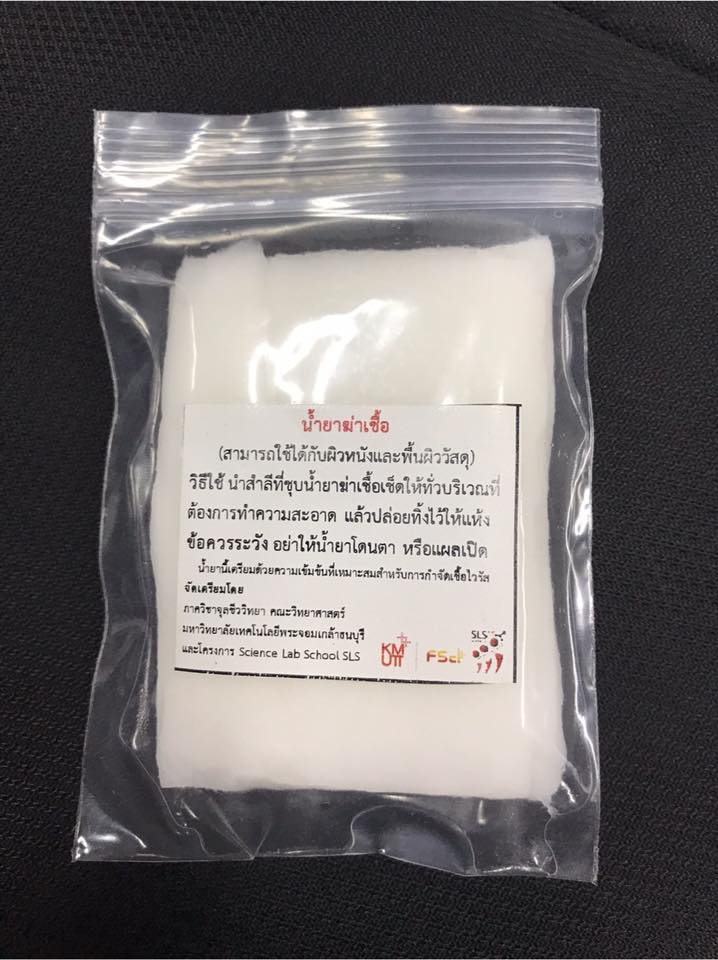 น้ำยาฆ่าเชื้อ
(สามารถใช้ได้กับผิวหนังและพื้นผิววัสดุ)
วิธีใช้ นำสำลีที่ชุบน้ำยาฆ่าเชื้อเช็ดให้ทั่วบริเวณที่
ต้องการทำความสะอาด แล้วปล่อยทิ้งไว้ให้แห้ง
ข้อควรระวัง อย่าให้น้ำยาโดนตา หรือแผลเปิด
น้ำยานี้เตรียมด้วยความเข้มข้นที่เหมาะสมสำหรับการกำจัดเชื้อไวรัส
จัดเตรียมโดย
ภาควิชาจุลชีววิทยา คณะวิทยาศาสตร์
มหาวิทยาลัยเทคโนโลยีพระจอมเกล้าธนบุรี
และโครงการ Science Lab School SLS
KM
UTT
SLS